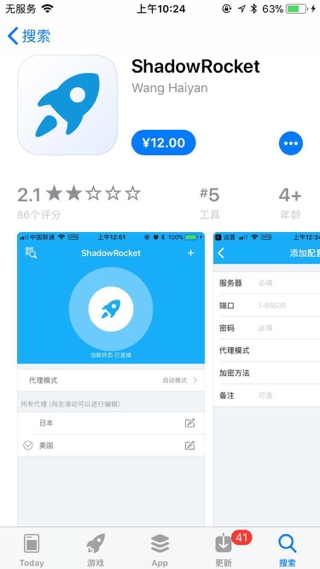 无服务 上午10:24 63%
搜索
ShadowRocket
Wang Haiyan
¥12.00
2.1 #5 4+
86个评分 工具 年龄
中国联通 上午12:51 100%
ShadowRocket
当前状态:已连接
代理模式 自动模式
所有代理 (向左滑动可以进行编辑)
日本
美国
设置 上午12:34
添加配置
服务器 必填
端口 1-65535
密码 必填
代理模式
加密方法
备注 可选
41
Today 游戏 App 更新 搜索